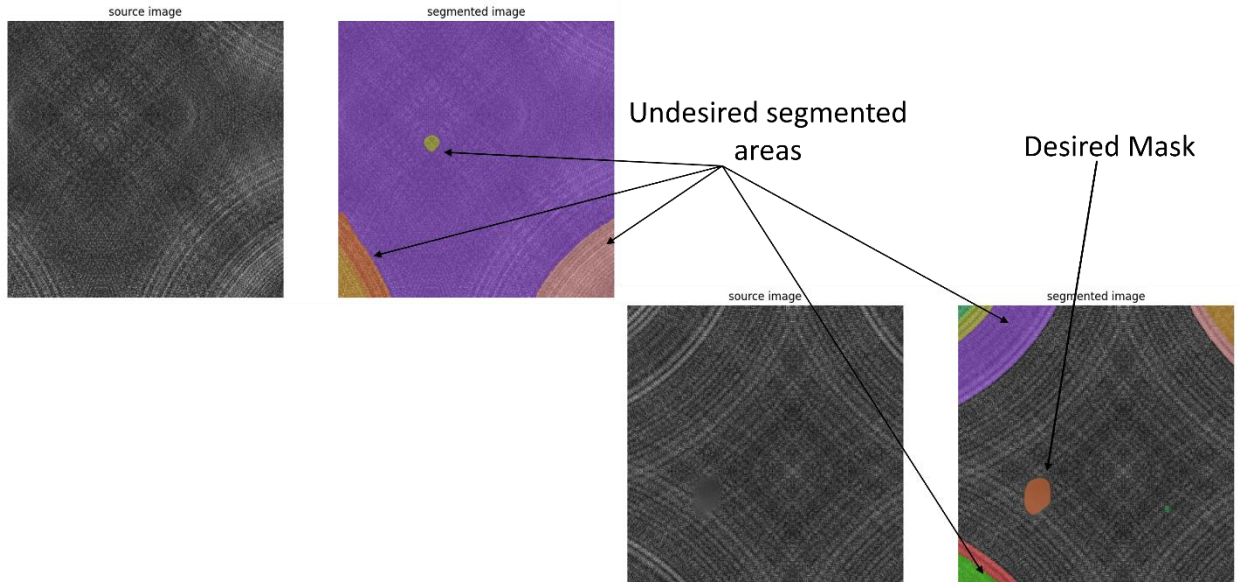 source image
segmented image
Undesired segmented
areas
Desired Mask
source image
segmented image